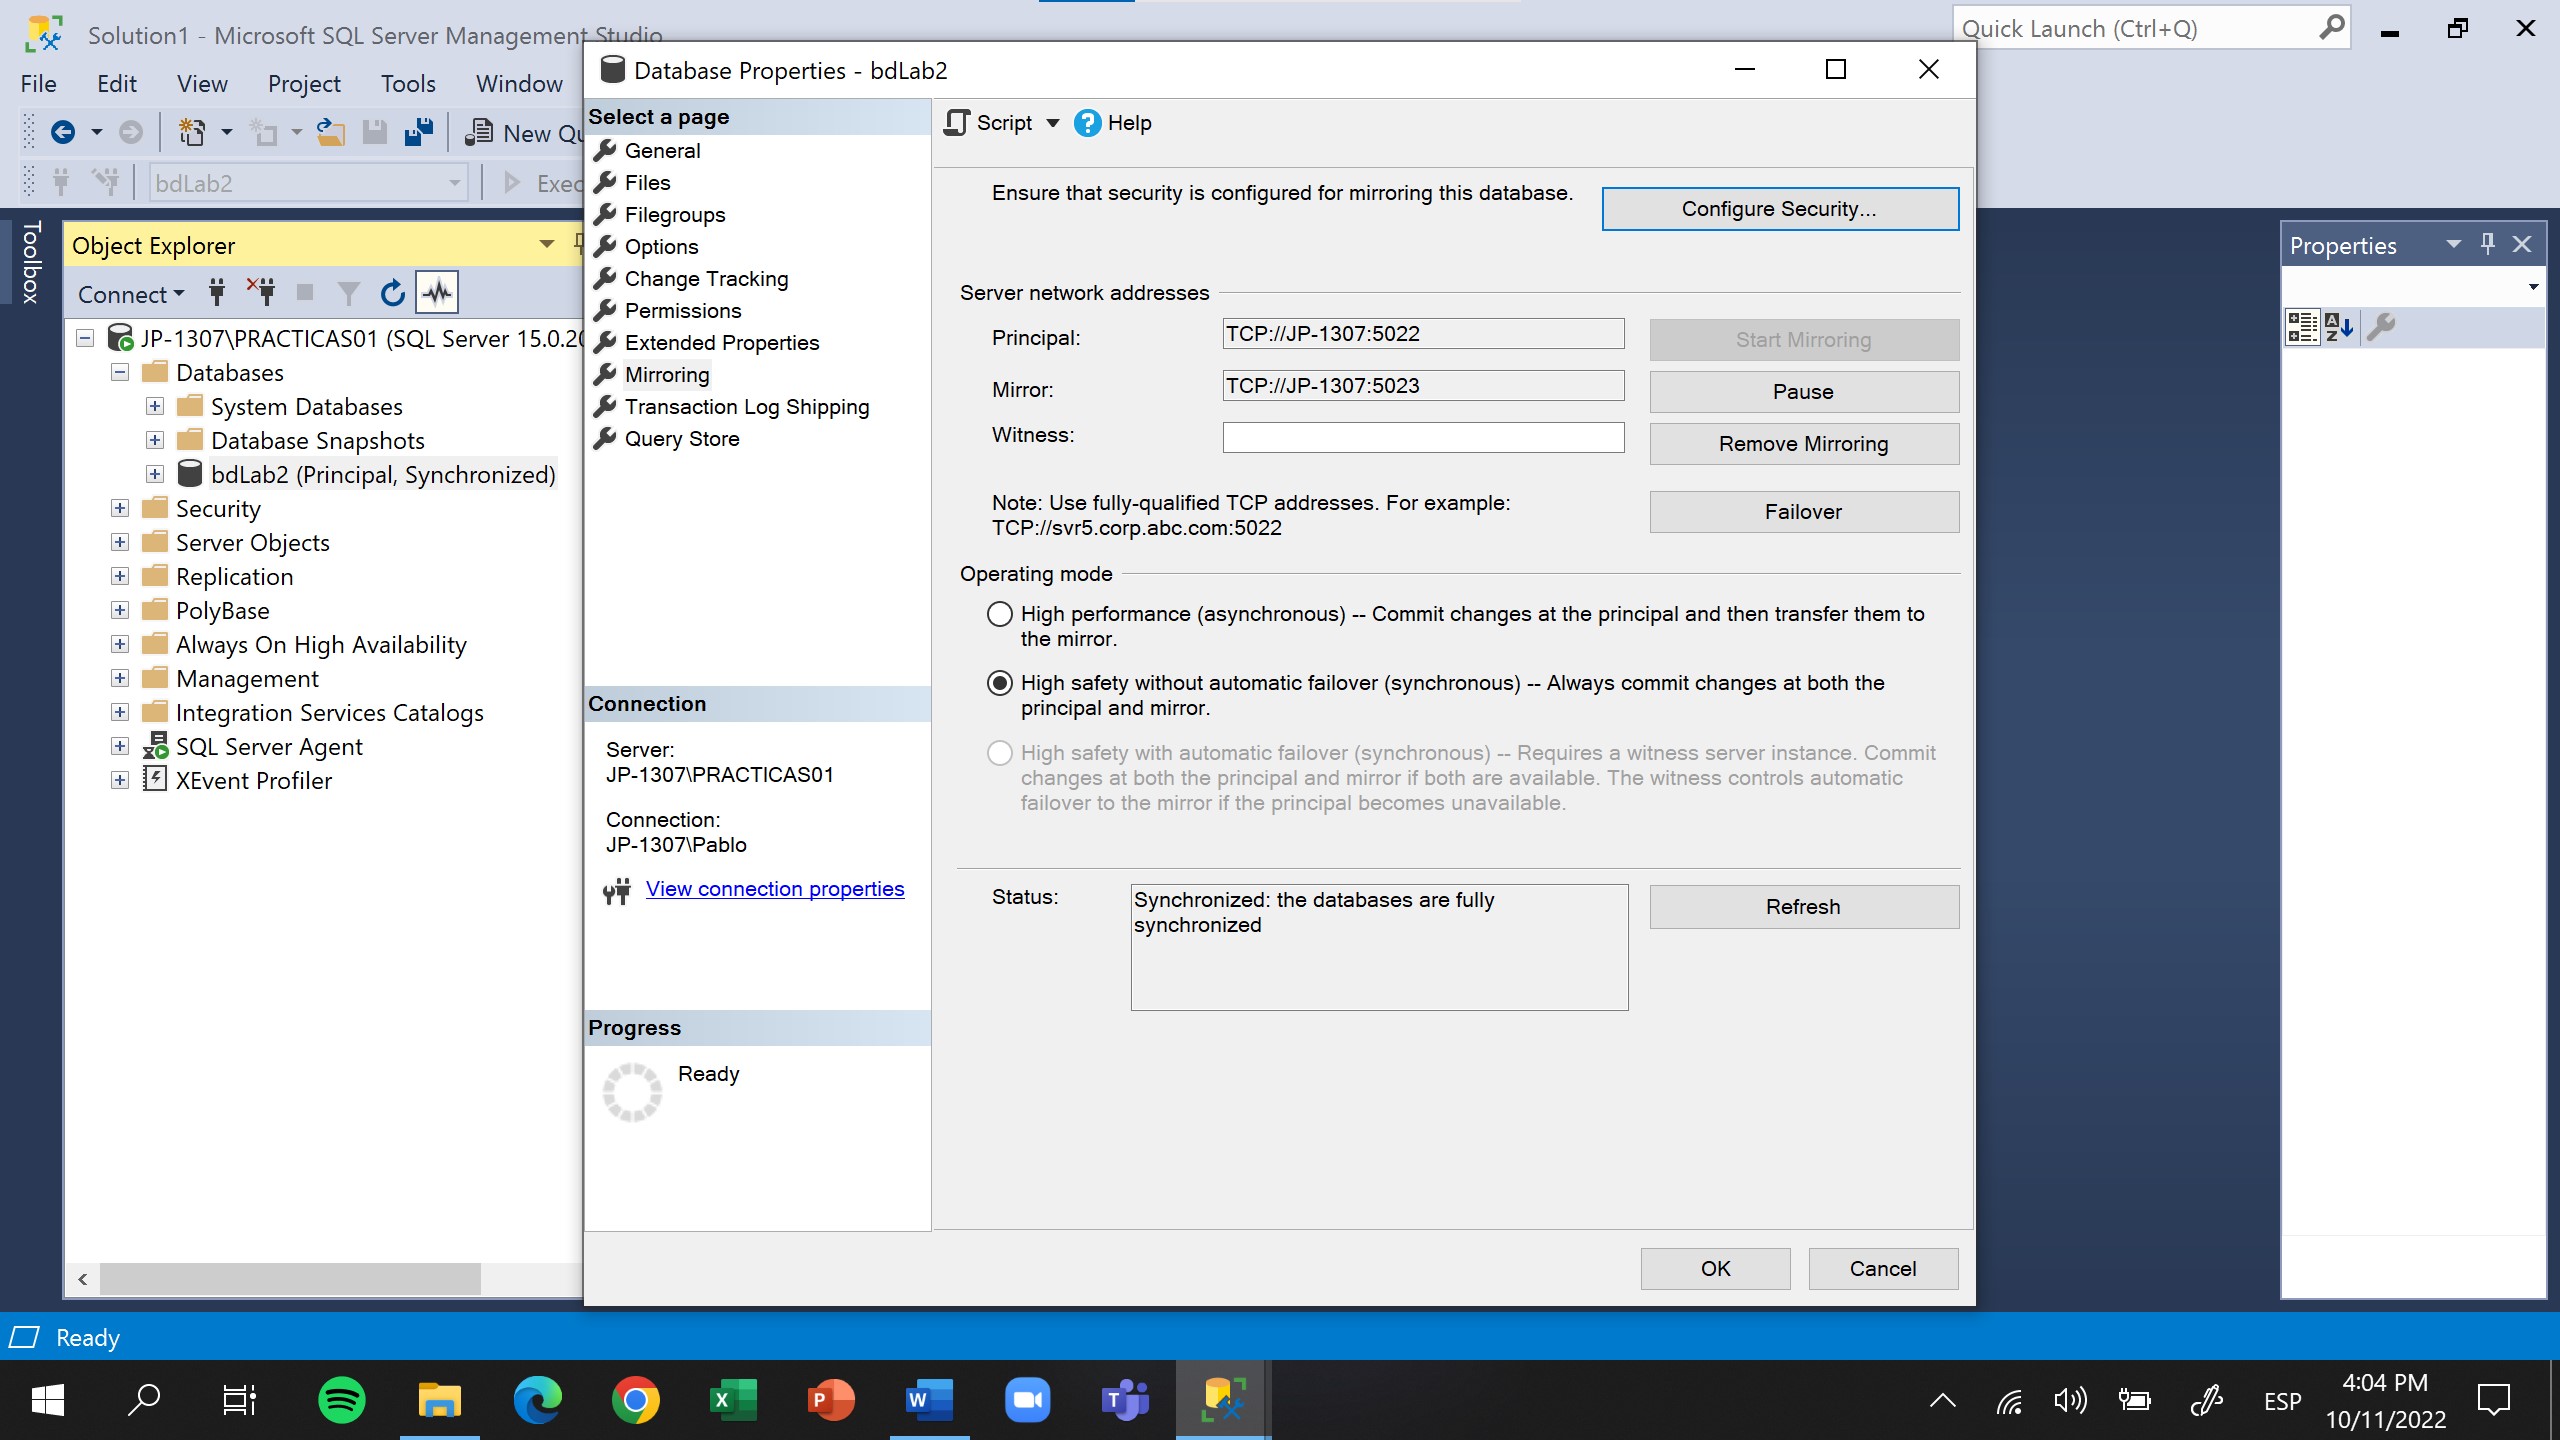 Solution1 - Microsoft SQL Server Management Studio
Quick Launch (Ctrl+Q)
File Edit View Project Tools Window
New Qu
bdLab2
Exec
Toolbox
Object Explorer
Connect
JP-1307\PRACTICAS01 (SQL Server 15.0.20
Databases
System Databases
Database Snapshots
bdLab2 (Principal, Synchronized)
Security
Server Objects
Replication
PolyBase
Always On High Availability
Management
Integration Services Catalogs
SQL Server Agent
XEvent Profiler
Database Properties - bdLab2
Select a page
General
Files
Filegroups
Options
Change Tracking
Permissions
Extended Properties
Mirroring
Transaction Log Shipping
Query Store
Connection
Server:
JP-1307\PRACTICAS01
Connection:
JP-1307\Pablo
View connection properties
Progress
Ready
Script
? Help
Ensure that security is configured for mirroring this database.
Configure Security...
Server network addresses
Principal:
TCP://JP-1307:5022
Start Mirroring
Mirror:
TCP://JP-1307:5023
Pause
Witness:
Remove Mirroring
Note: Use fully-qualified TCP addresses. For example:
TCP://svr5.corp.abc.com:5022
Failover
Operating mode
High performance (asynchronous) -- Commit changes at the principal and then transfer them to
the mirror.
High safety without automatic failover (synchronous) -- Always commit changes at both the
principal and mirror.
High safety with automatic failover (synchronous) -- Requires a witness server instance. Commit
changes at both the principal and mirror if both are available. The witness controls automatic
failover to the mirror if the principal becomes unavailable.
Status:
Synchronized: the databases are fully
synchronized
Refresh
OK
Cancel
Properties
A
Z
Ready
X
P
W
T
ESP
4:04 PM
10/11/2022